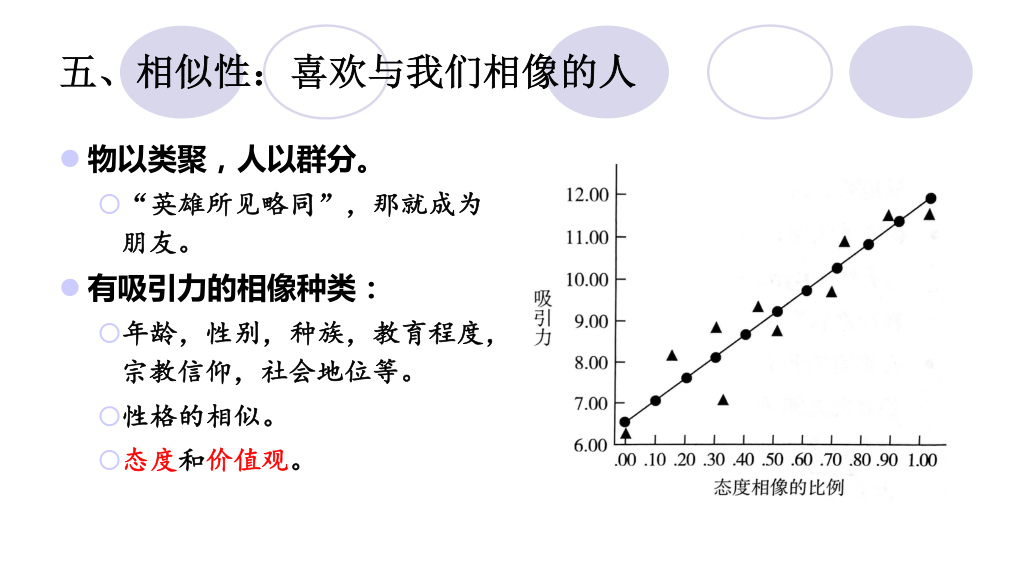 五、相似性：喜欢与我们相像的人
物以类聚，人以群分。
“英雄所见略同”，那就成为
朋友。
有吸引力的相像种类：
年龄，性别，种族，教育程度，
宗教信仰，社会地位等。
性格的相似。
态度和价值观。
吸引力
12.00
11.00
10.00
9.00
8.00
7.00
6.00
.00 .10 .20 .30 .40 .50 .60 .70 .80 .90 1.00
态度相像的比例